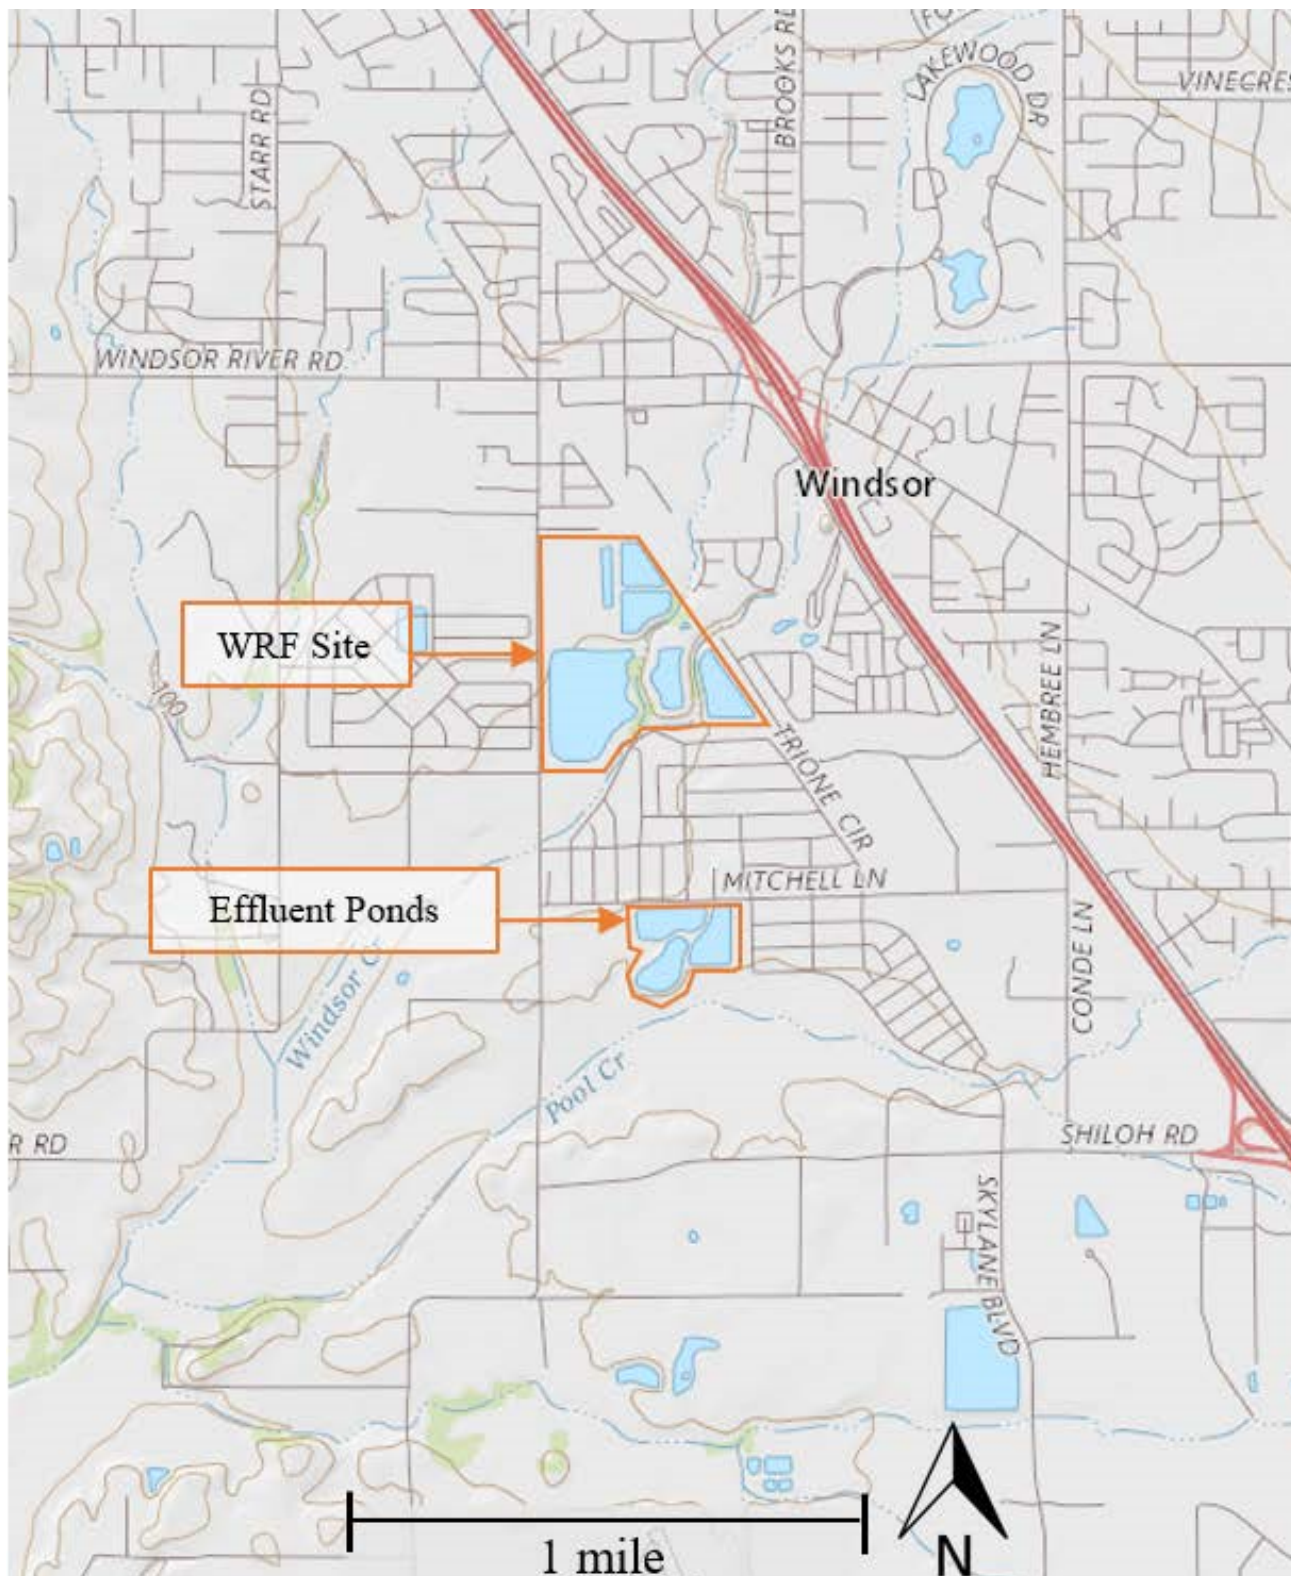 BROOKS RD
LAKEWOOD DR
VINECRES
STARR RD
WINDSOR RIVER RD
Windsor
WRF Site
100
HEMBREE LN
TRIONE CIR
MITCHELL LN
Effluent Ponds
CONDE LN
Windsor Cr
Pool Cr
R RD
SHILOH RD
SKYLANE BLVD
1 mile
N